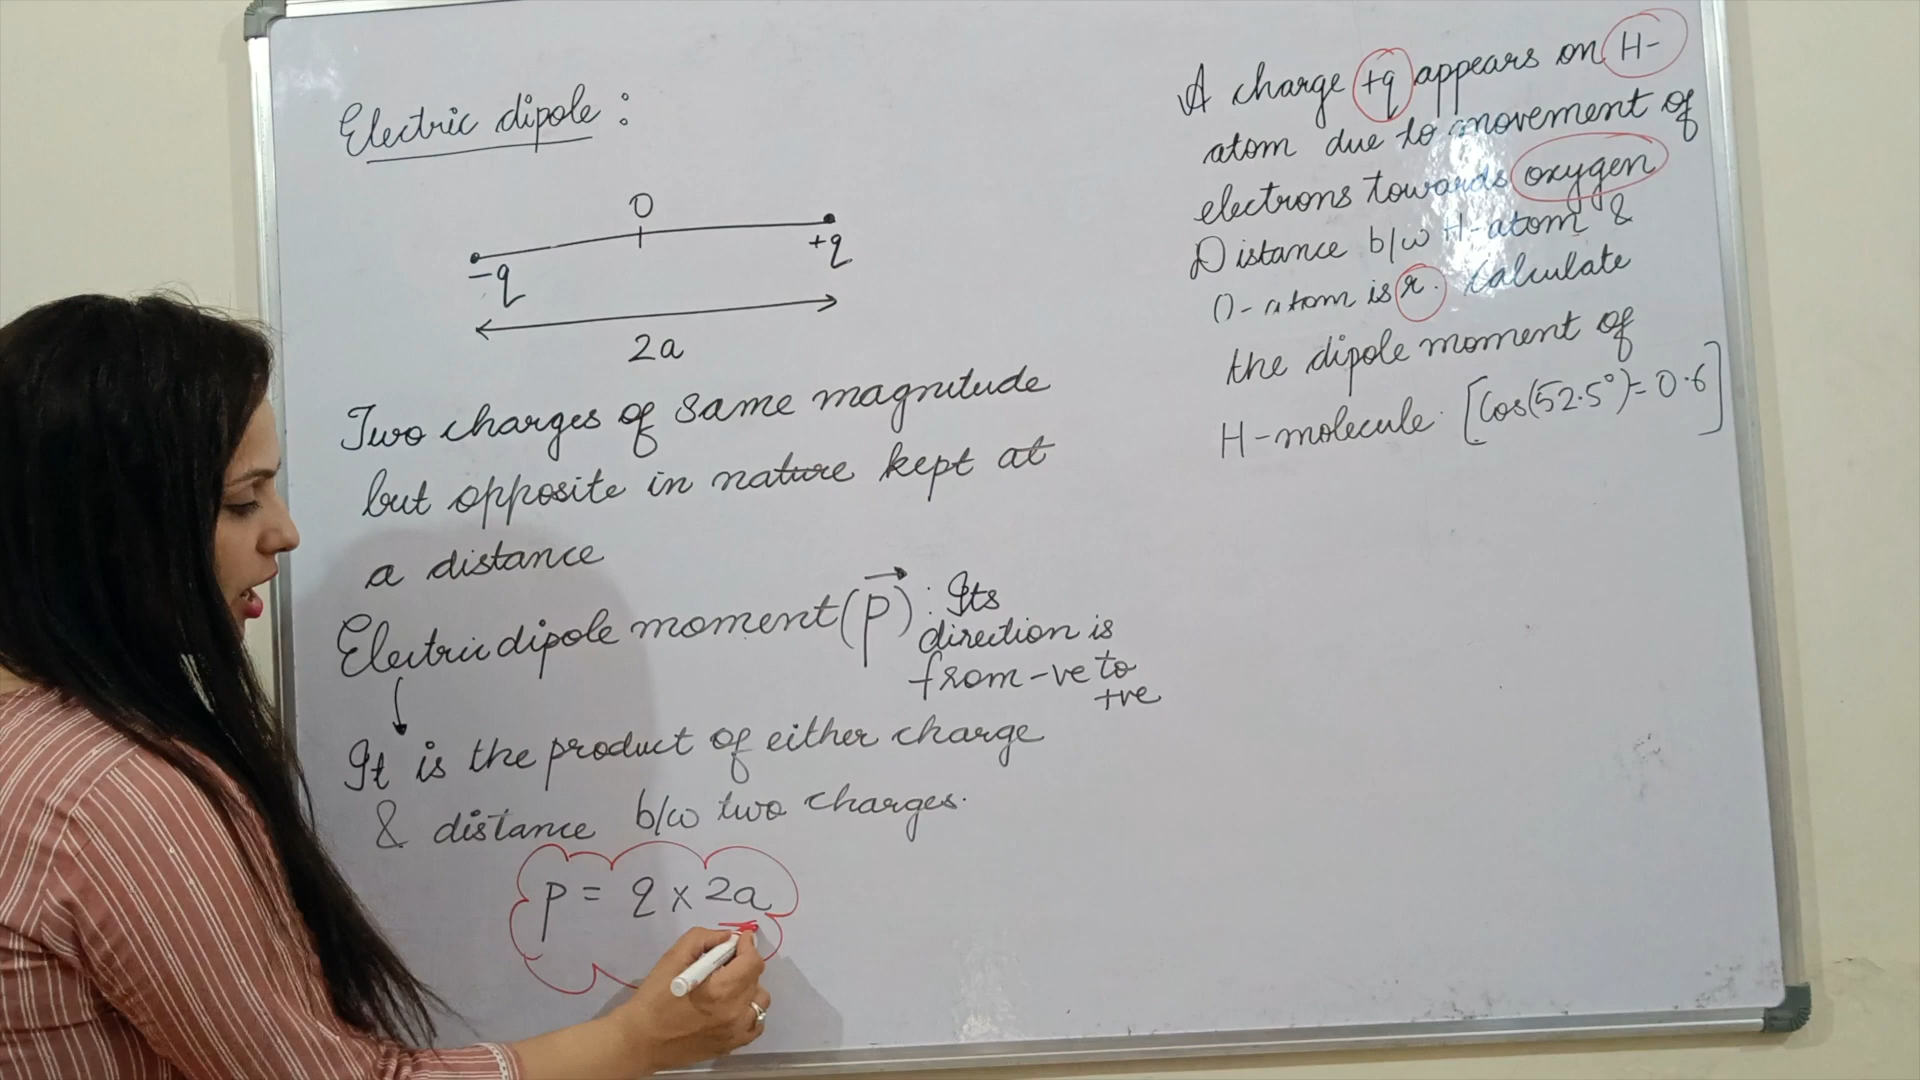 Electric dipole :
O
-q
+q
2a
Two charges of same magnitude
but opposite in nature kept at
a distance
Electric dipole moment (p⃗) : Its
direction is
from -ve to
+ve
It is the product of either charge
& distance b/w two charges.
p = q x 2a
A charge +q appears on H-
atom due to movement of
electrons towards oxygen
Distance b/w H-atom &
O-atom is r. Calculate
the dipole moment of
H-molecule. [Cos(52.5°)=0.6]